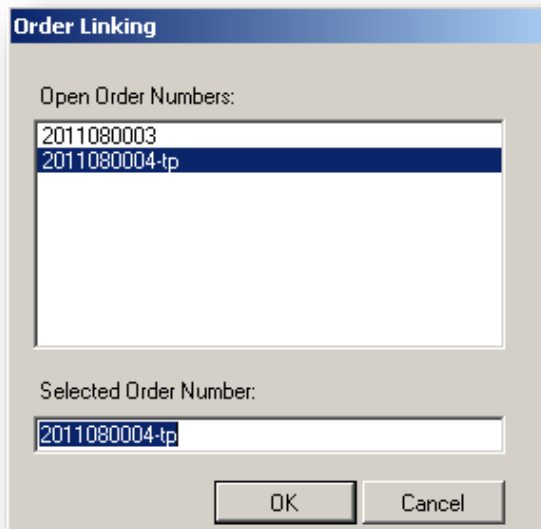 Order Linking
Open Order Numbers:
2011080003
2011080004-tp
Selected Order Number:
2011080004-tp
OK
Cancel